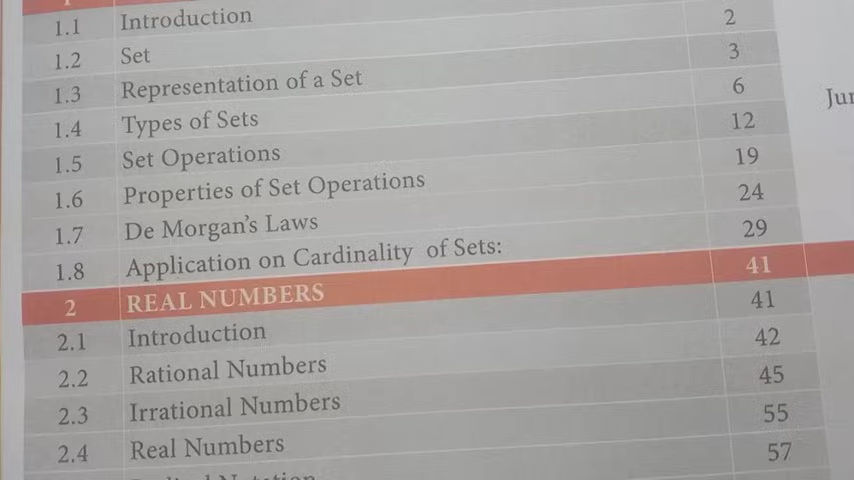 1.1 Introduction
1.2 Set 2
1.3 Representation of a Set 3
1.4 Types of Sets 6
1.5 Set Operations 12
1.6 Properties of Set Operations 19
1.7 De Morgan's Laws 24
1.8 Application on Cardinality of Sets: 29
2 REAL NUMBERS 41
2.1 Introduction 41
2.2 Rational Numbers 42
2.3 Irrational Numbers 45
2.4 Real Numbers 55
57